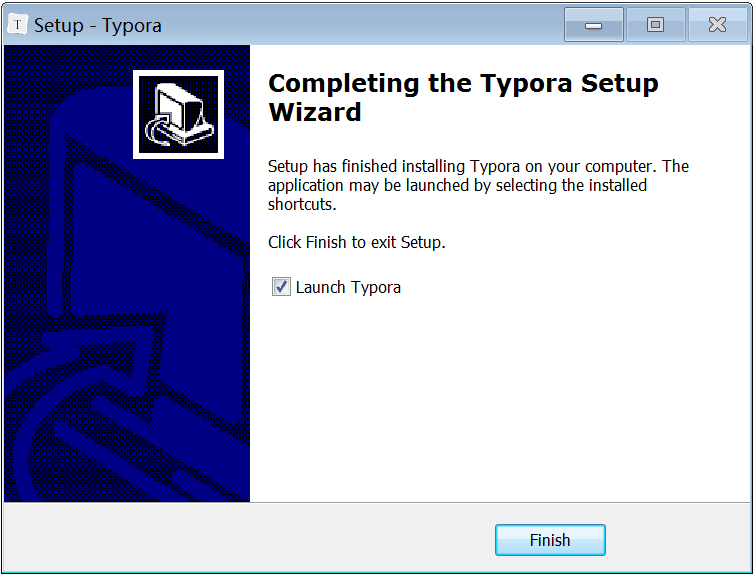 T Setup - Typora
Completing the Typora Setup
Wizard
Setup has finished installing Typora on your computer. The
application may be launched by selecting the installed
shortcuts.
Click Finish to exit Setup.
Launch Typora
Finish